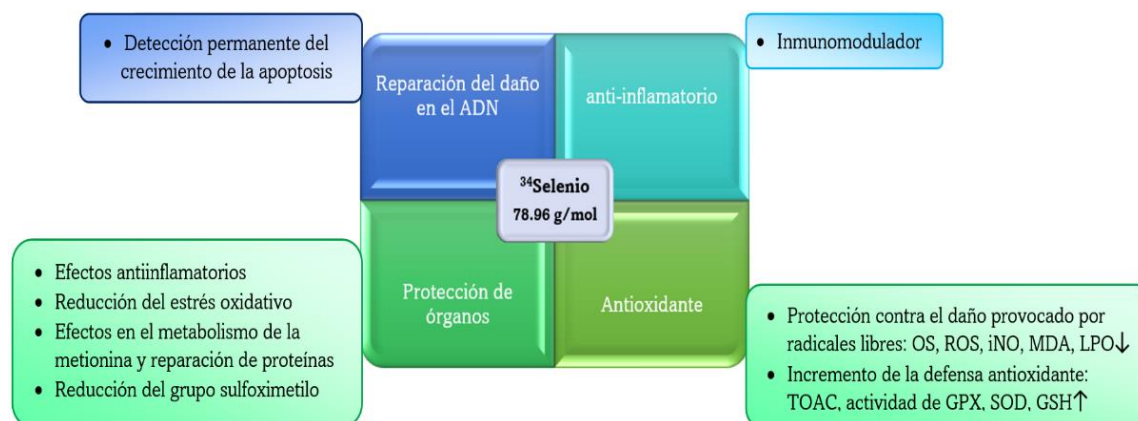 • Detección permanente del
crecimiento de la apoptosis
Reparación del daño
en el ADN
anti-inflamatorio
• Inmunomodulador
³⁴Selenio
78.96 g/mol
• Efectos antiinflamatorios
• Reducción del estrés oxidativo
• Efectos en el metabolismo de la
metionina y reparación de proteínas
• Reducción del grupo sulfoximetilo
Protección de
órganos
Antioxidante
• Protección contra el daño provocado por
radicales libres: OS, ROS, iNO, MDA, LPO↓
• Incremento de la defensa antioxidante:
TOAC, actividad de GPX, SOD, GSH↑